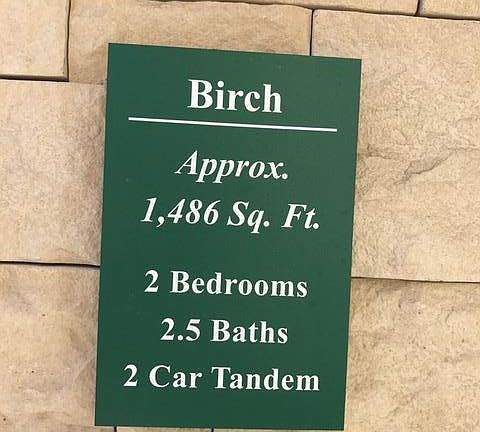 Birch
Approx.
1,486 Sq. Ft.
2 Bedrooms
2.5 Baths
2 Car Tandem